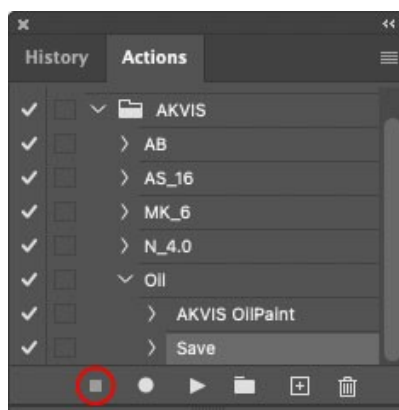 History Actions
AKVIS
AB
AS_16
MK_6
N_4.0
Oil
AKVIS OilPaint
Save